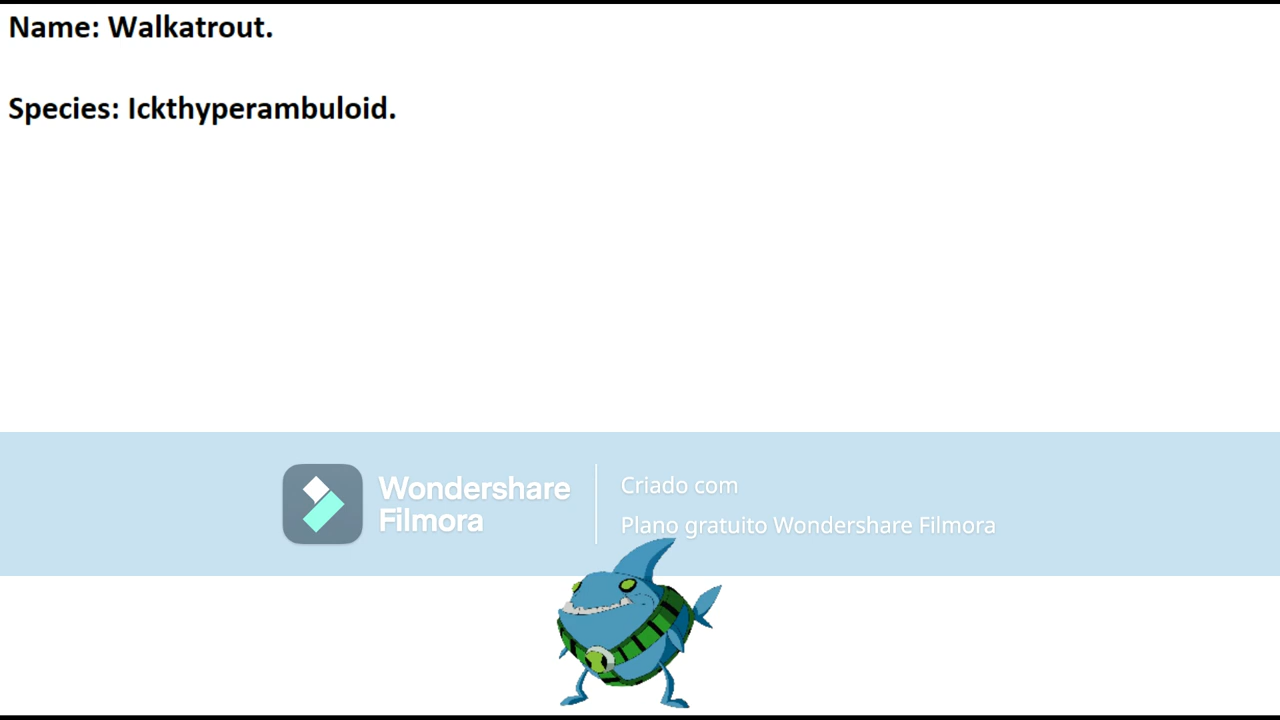 Name: Walkatrout.
Species: Ickthyperambuloid.
Wondershare
Filmora
Criado com
Plano gratuito Wondershare Filmora